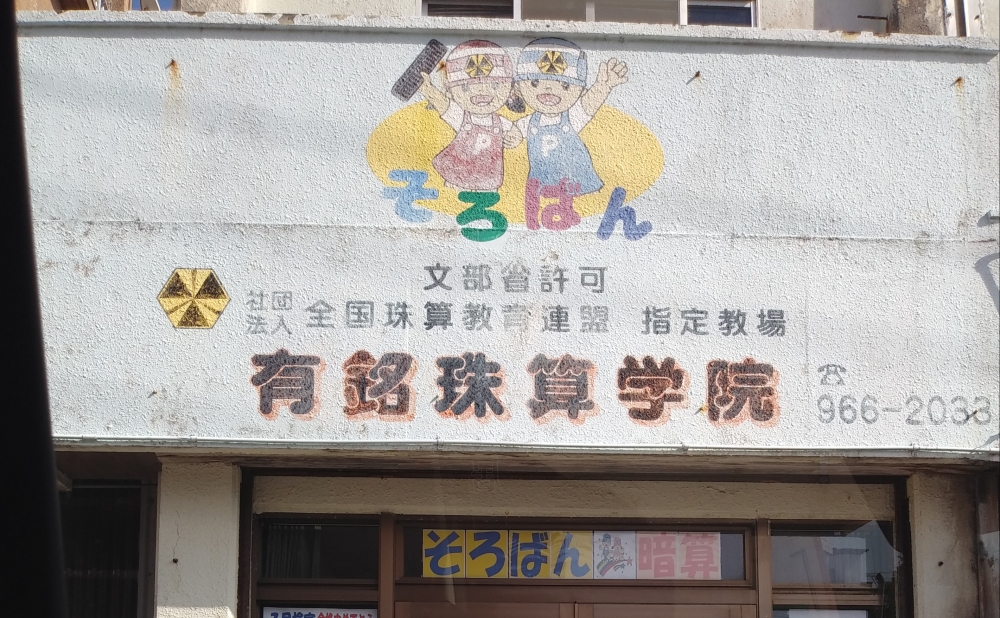 P P
そろばん
文部省許可
社団法人 全国珠算教育連盟 指定教場
有銘珠算学院
☎
966-2033
そろばん 暗算